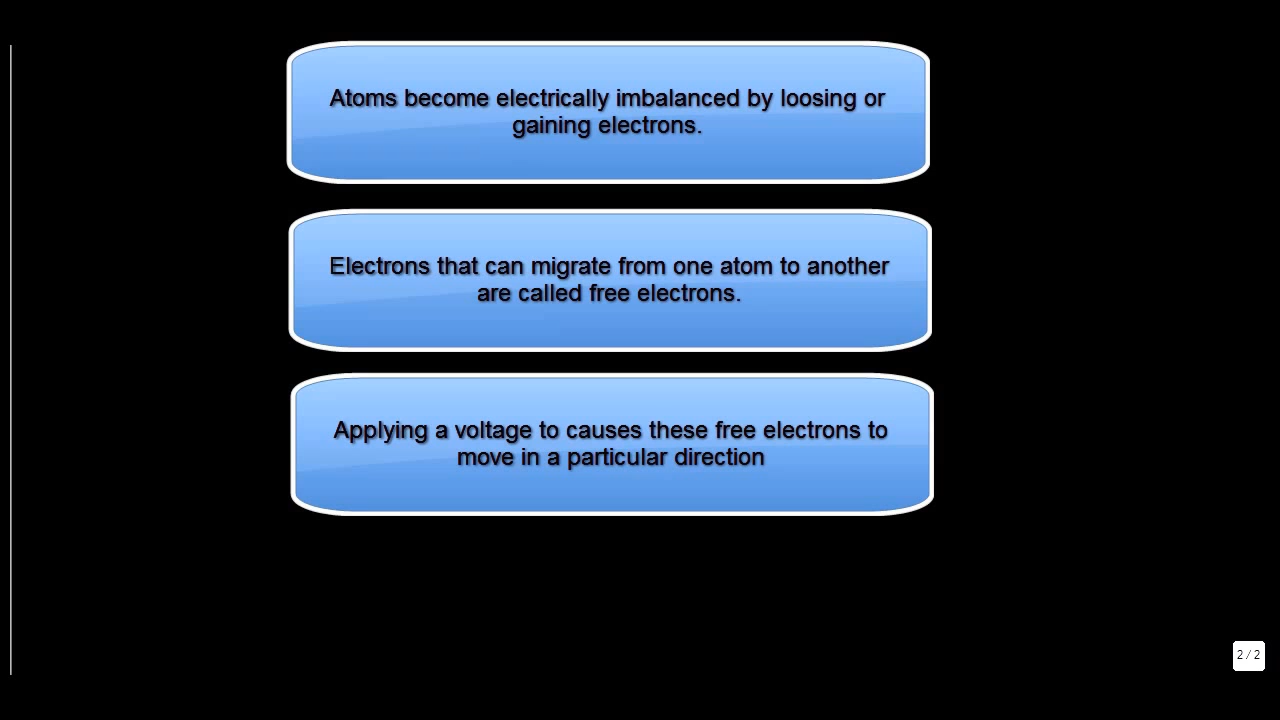 Atoms become electrically imbalanced by loosing or
gaining electrons.
Electrons that can migrate from one atom to another
are called free electrons.
Applying a voltage to causes these free electrons to
move in a particular direction
2 / 2